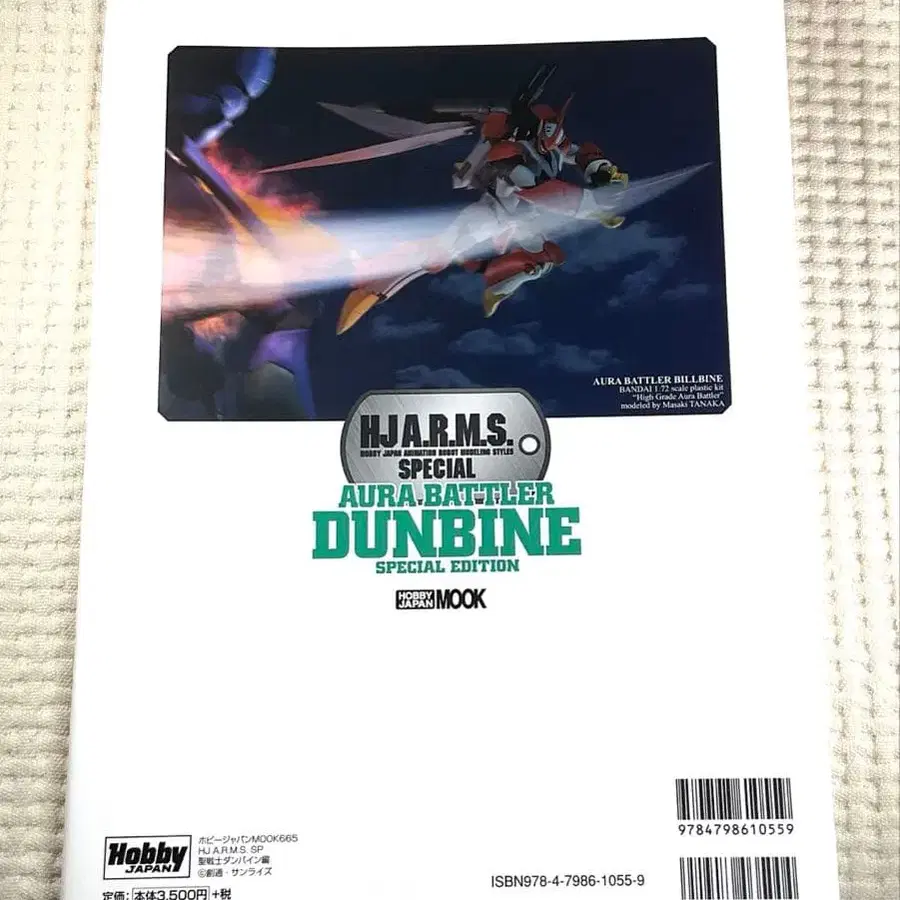 AURA BATTLER BILLBINE
BANDAI 1:72 scale plastic kit
"High Grade Aura Battler"
modeled by Masaki TANAKA
HJ A.R.M.S.
HOBBY JAPAN ANIMATION ROBOT MODELING STYLES
SPECIAL
AURA BATTLER
DUNBINE
SPECIAL EDITION
HOBBY JAPAN MOOK
9784798610559
Hobby
JAPAN
ホビージャパンMOOK665
HJ A.R.M.S. SP
聖戦士ダンバイン編
©創通・サンライズ
ISBN978-4-7986-1055-9
定価:本体3,500円+税